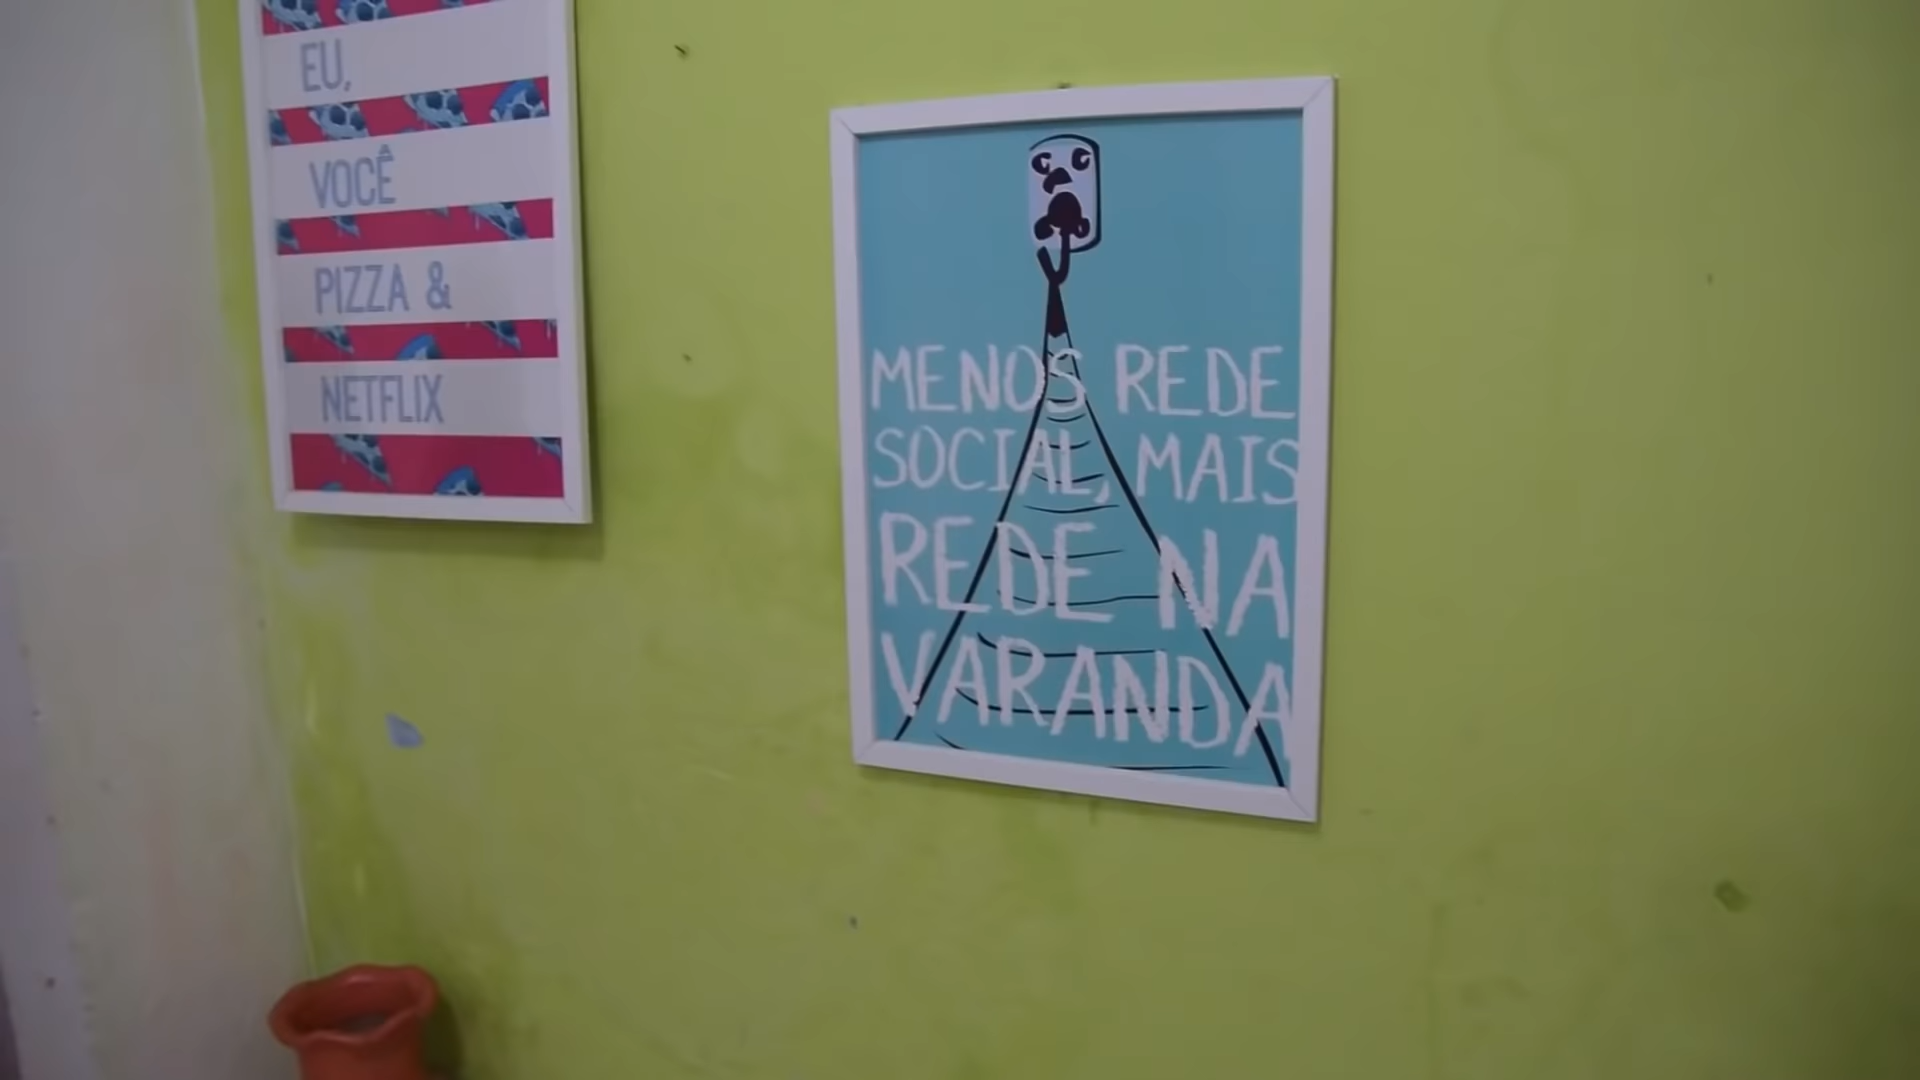 EU,
VOCÊ
PIZZA &
NETFLIX
MENOS REDE
SOCIAL, MAIS
REDE NA
VARANDA